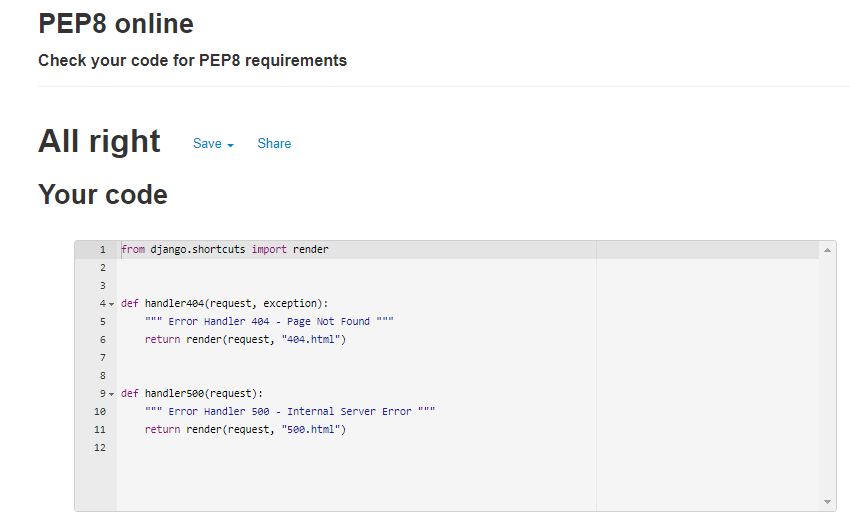 PEP8 online
Check your code for PEP8 requirements
All right Save Share
Your code
1 from django.shortcuts import render
2
3
4 def handler404(request, exception):
5     """ Error Handler 404 - Page Not Found """
6     return render(request, "404.html")
7
8
9 def handler500(request):
10     """ Error Handler 500 - Internal Server Error """
11     return render(request, "500.html")
12